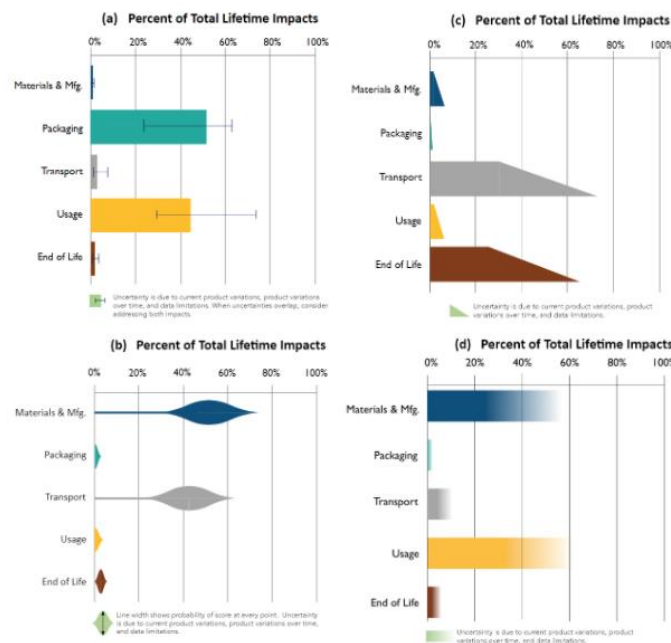 (a) Percent of Total Lifetime Impacts
0% 20% 40% 60% 80% 100%
Materials & Mfg.
Packaging
Transport
Usage
End of Life
Uncertainty is due to current product variations, product variations
over time, and data limitations. When uncertainties overlap, consider
addressing both impacts.
(b) Percent of Total Lifetime Impacts
0% 20% 40% 60% 80% 100%
Materials & Mfg.
Packaging
Transport
Usage
End of Life
Line width shows probability of score at every point. Uncertainty
is due to current product variations, product variations over time,
and data limitations.
(c) Percent of Total Lifetime Impacts
0% 20% 40% 60% 80% 100%
Materials & Mfg.
Packaging
Transport
Usage
End of Life
Uncertainty is due to current product variations, product
variations over time, and data limitations.
(d) Percent of Total Lifetime Impacts
0% 20% 40% 60% 80% 100%
Materials & Mfg.
Packaging
Transport
Usage
End of Life
Uncertainty is due to current product variations, product
variations over time, and data limitations.